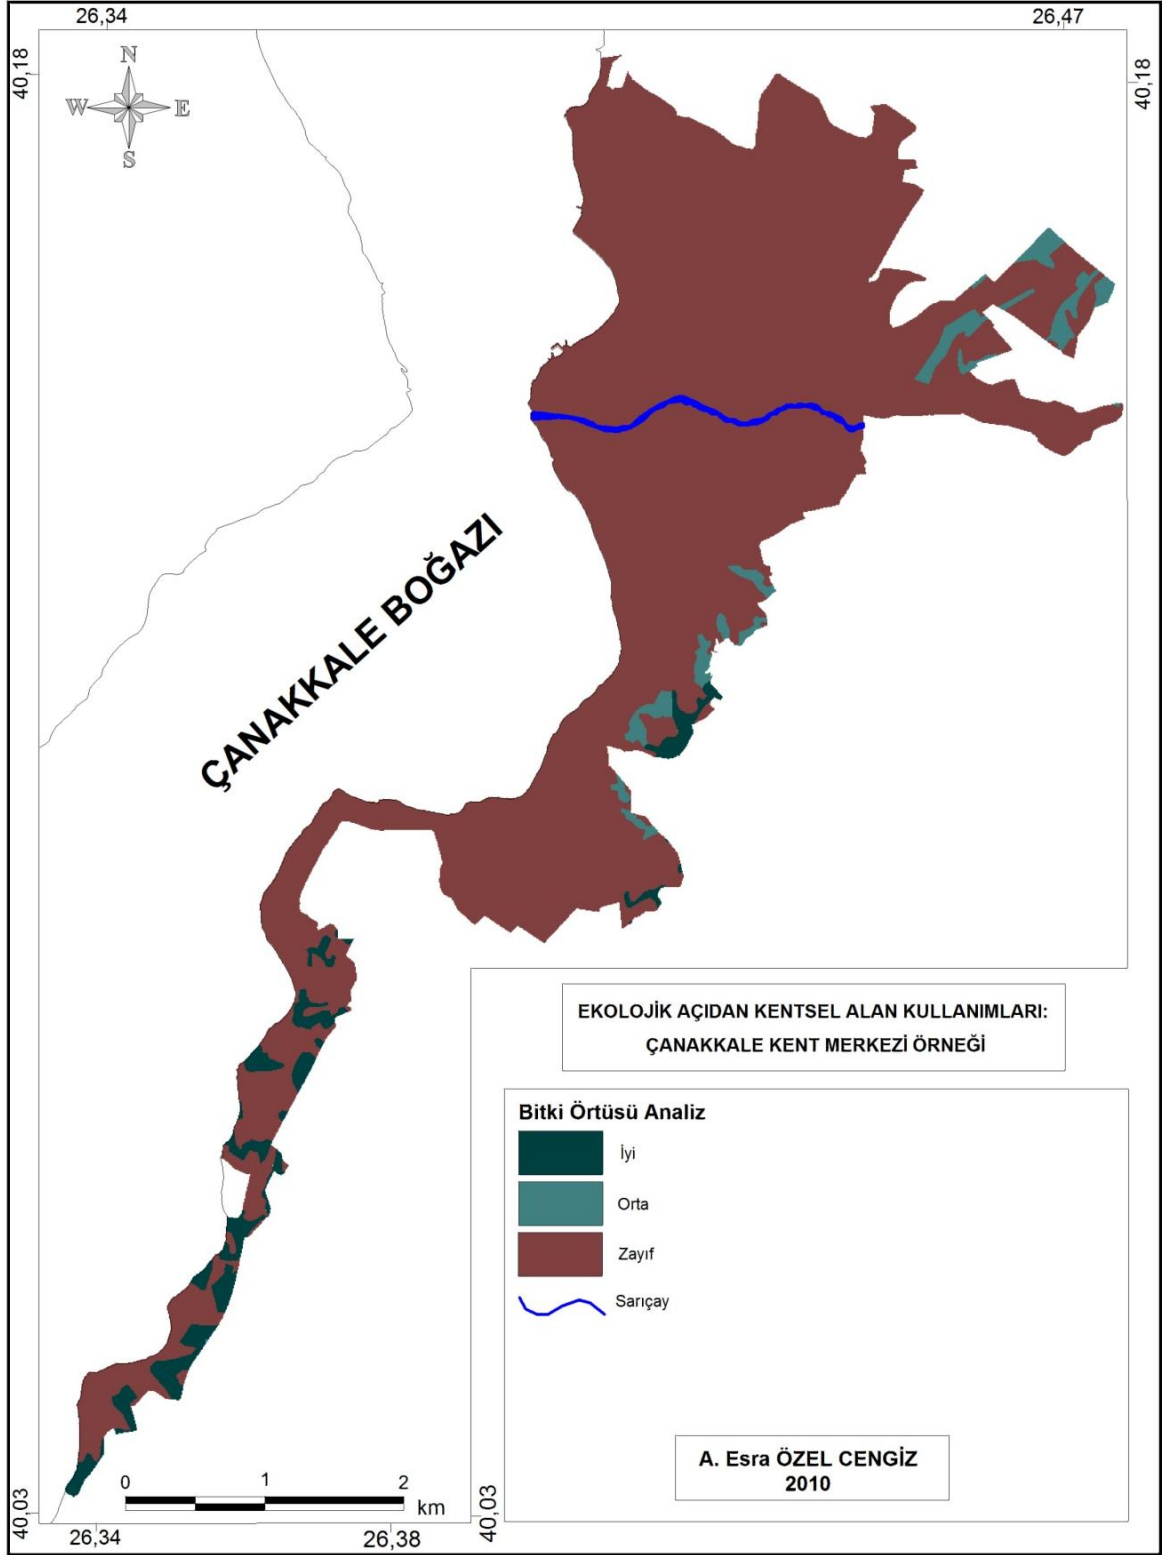 26,34
26,47
40,18
40,18
N
W E
S
ÇANAKKALE BOĞAZI
EKOLOJİK AÇIDAN KENTSEL ALAN KULLANIMLARI:
ÇANAKKALE KENT MERKEZİ ÖRNEĞİ
Bitki Örtüsü Analiz
İyi
Orta
Zayıf
Sarıçay
A. Esra ÖZEL CENGİZ
2010
0 1 2
km
40,03
40,03
26,34
26,38